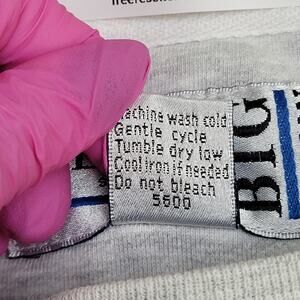 Machine wash cold
Gentle cycle
Tumble dry low
Cool iron if needed
Do not bleach
5600
BIG